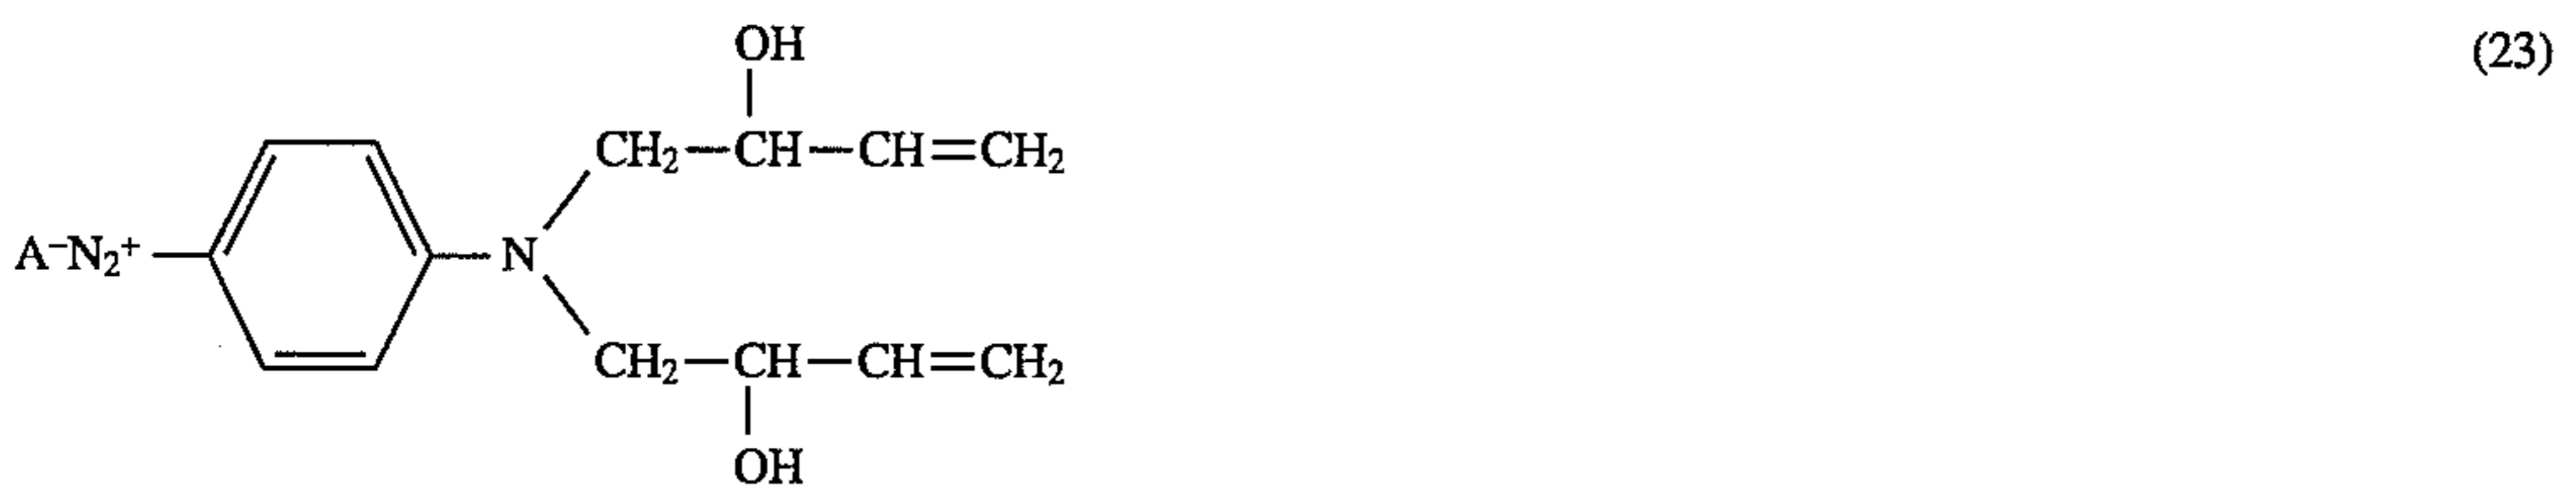 OH (23)
CH₂—CH—CH=CH₂
A⁻N₂⁺ N
CH₂—CH—CH=CH₂
OH